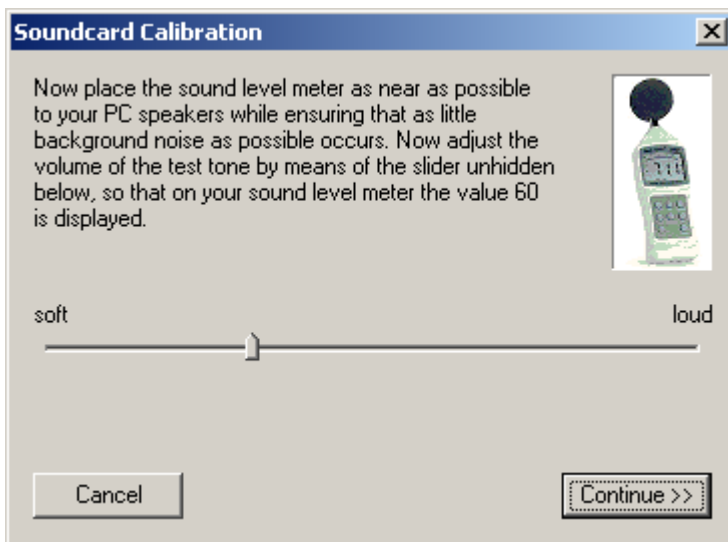 Soundcard Calibration
Now place the sound level meter as near as possible
to your PC speakers while ensuring that as little
background noise as possible occurs. Now adjust the
volume of the test tone by means of the slider unhidden
below, so that on your sound level meter the value 60
is displayed.
soft
loud
Cancel
Continue >>